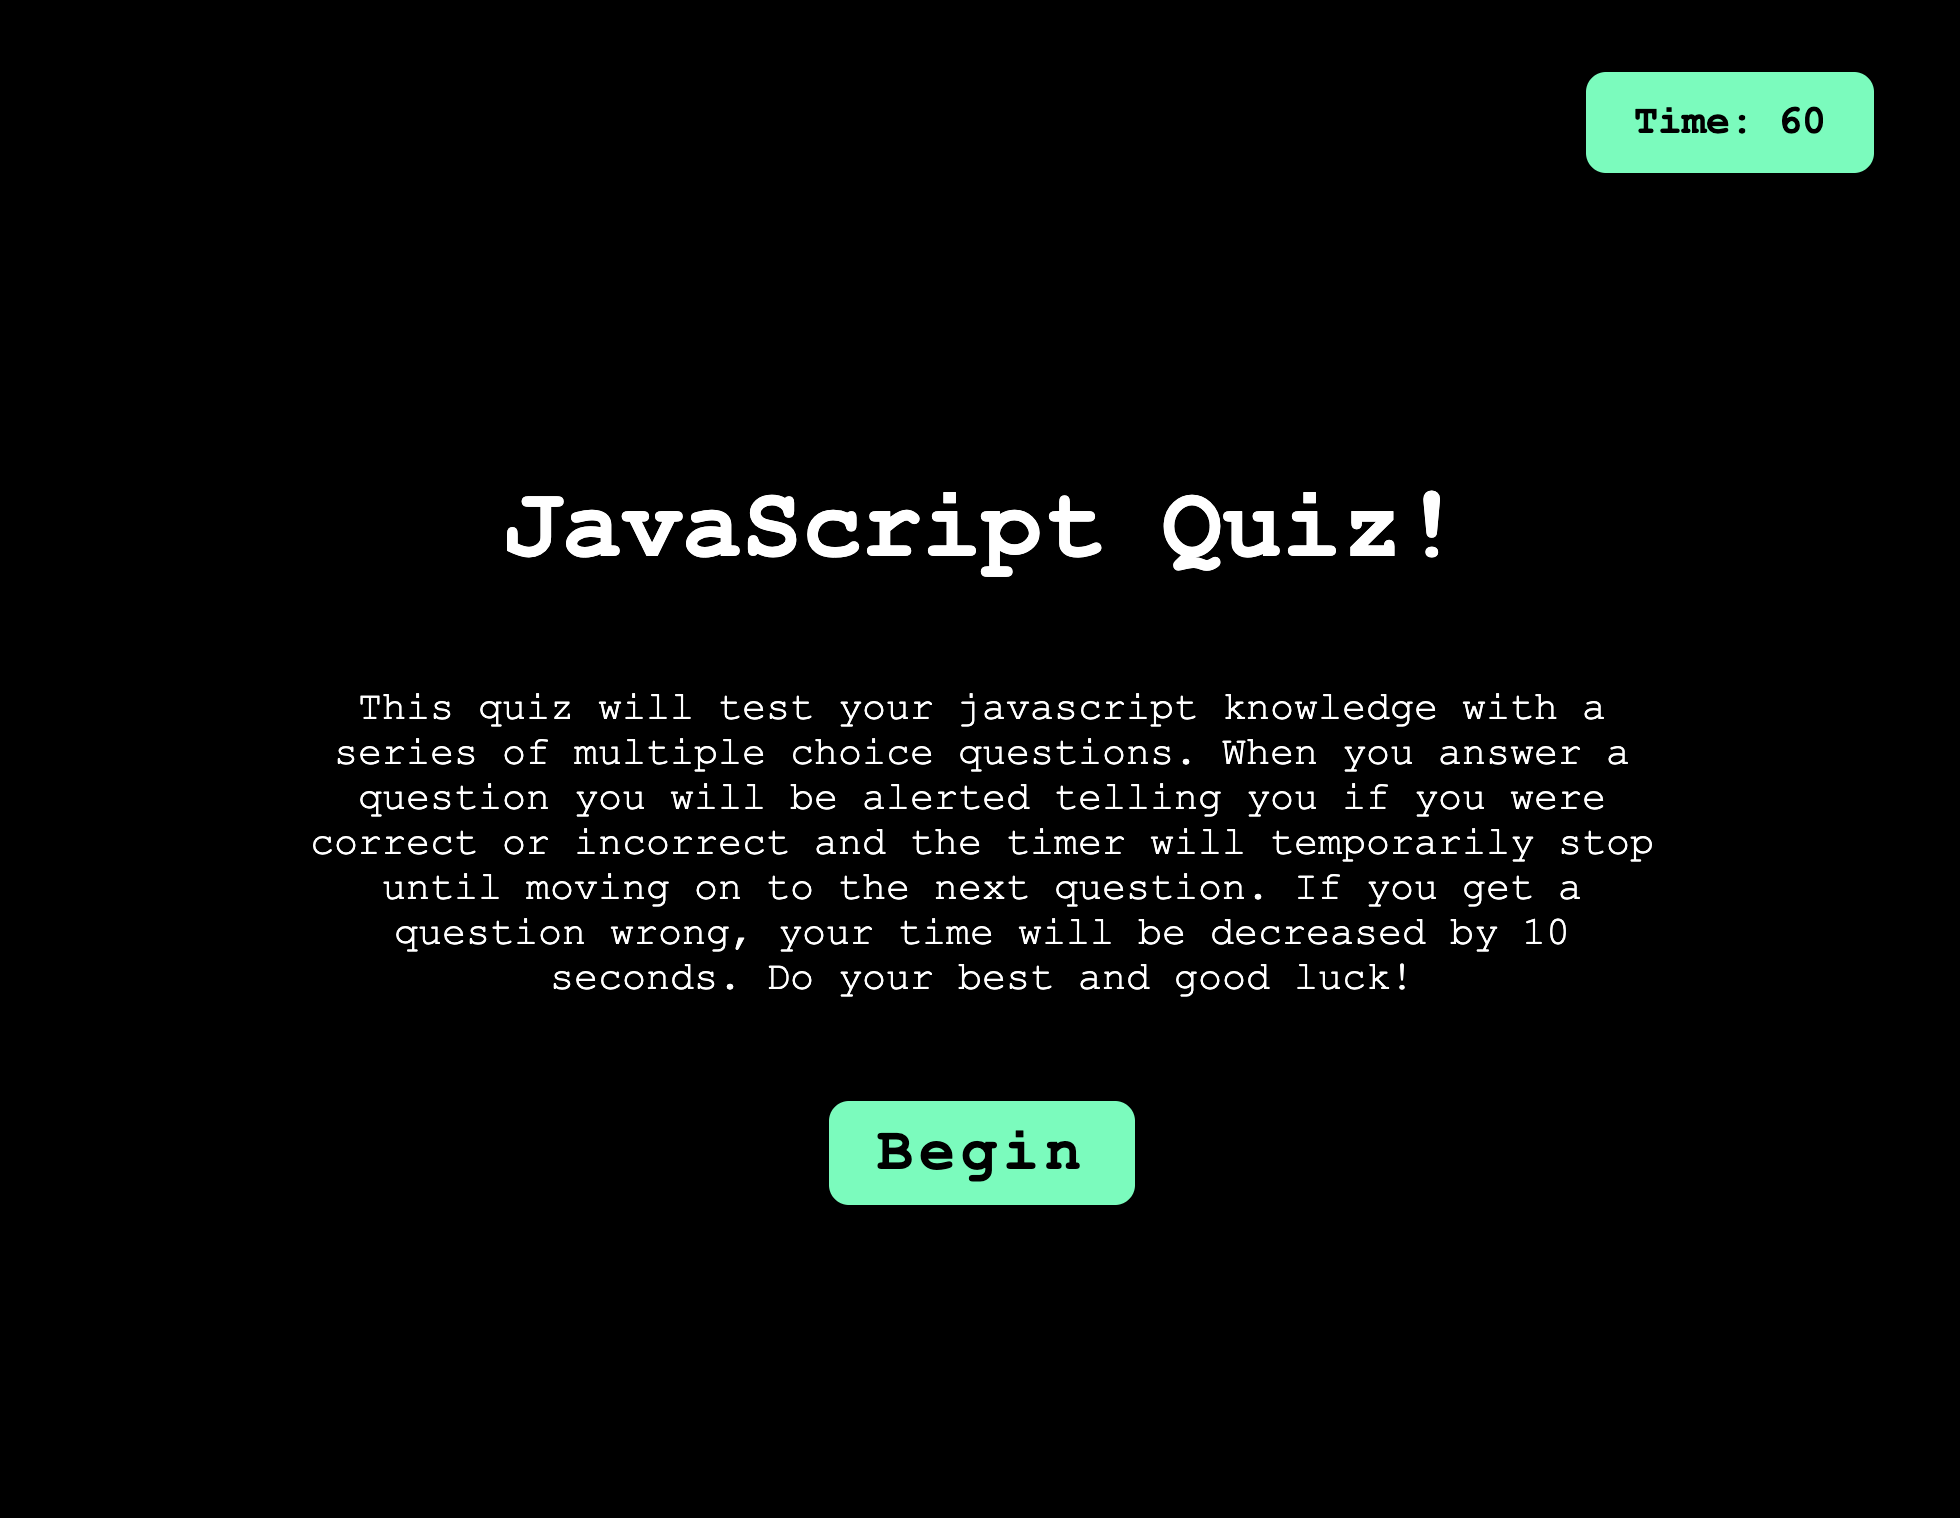 Time: 60
JavaScript Quiz!
This quiz will test your javascript knowledge with a
series of multiple choice questions. When you answer a
question you will be alerted telling you if you were
correct or incorrect and the timer will temporarily stop
until moving on to the next question. If you get a
question wrong, your time will be decreased by 10
seconds. Do your best and good luck!
Begin